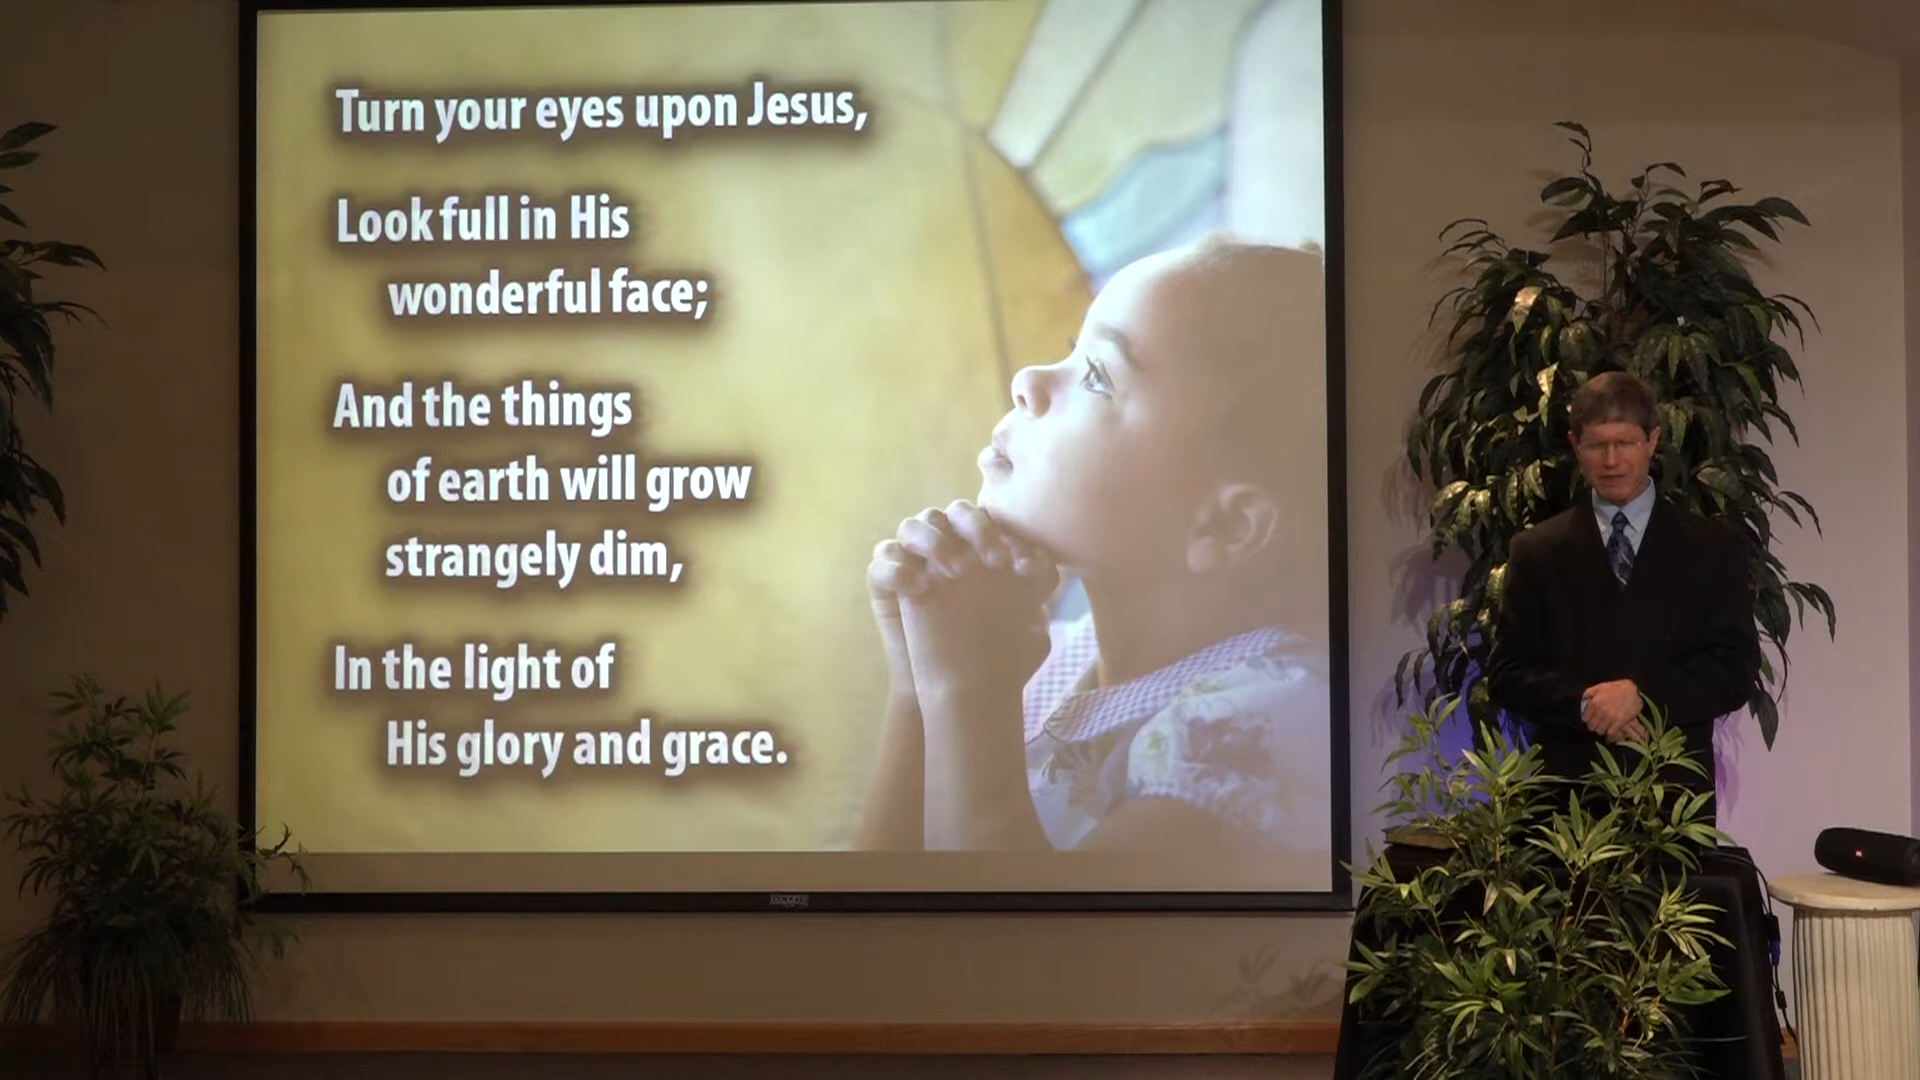 Turn your eyes upon Jesus,
Look full in His
wonderful face;
And the things
of earth will grow
strangely dim,
In the light of
His glory and grace.